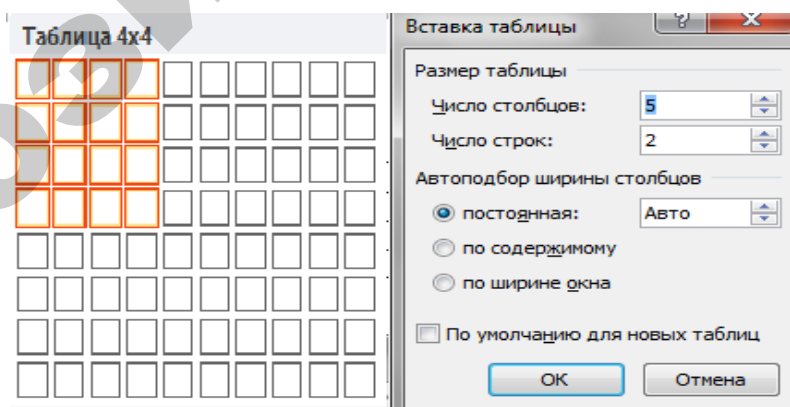 Таблица 4x4
Вставка таблицы
?
Размер таблицы
Число столбцов:
5
Число строк:
2
Автоподбор ширины столбцов
постоянная:
Авто
по содержимому
по ширине окна
По умолчанию для новых таблиц
ОК
Отмена